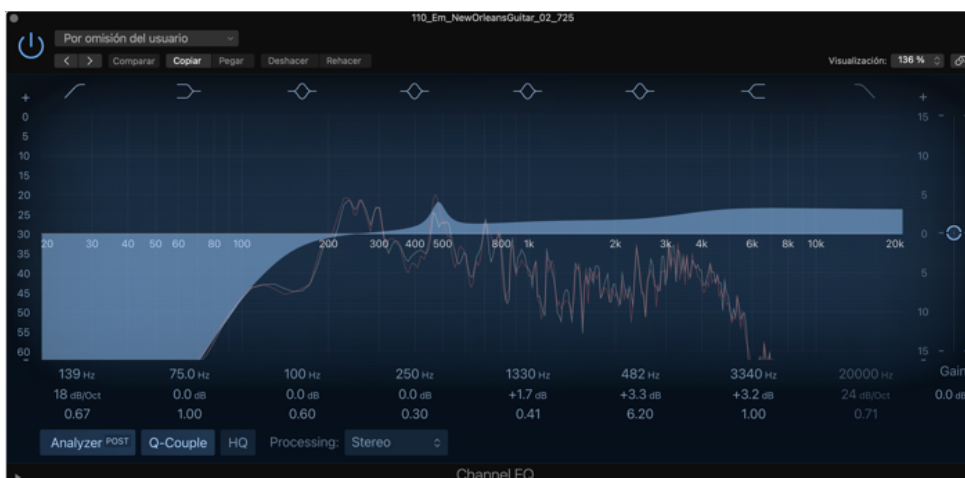 110_Em_NewOrleansGuitar_02_725
Por omisión del usuario
Comparar Copiar Pegar Deshacer Rehacer Visualización: 136 %
+ +
0 15
5
10 10
15
20 5
25
30 0
20 30 40 50 60 80 100 200 300 400 500 800 1k 2k 3k 4k 6k 8k 10k 20k
35
40 5
45
50 10
55
60 15
- -
139 Hz 75.0 Hz 100 Hz 250 Hz 1330 Hz 482 Hz 3340 Hz 20000 Hz Gain
18 dB/Oct 0.0 dB 0.0 dB 0.0 dB +1.7 dB +3.3 dB +3.2 dB 24 dB/Oct 0.0 dB
0.67 1.00 0.60 0.30 0.41 6.20 1.00 0.71
Analyzer POST Q-Couple HQ Processing: Stereo
Channel EQ